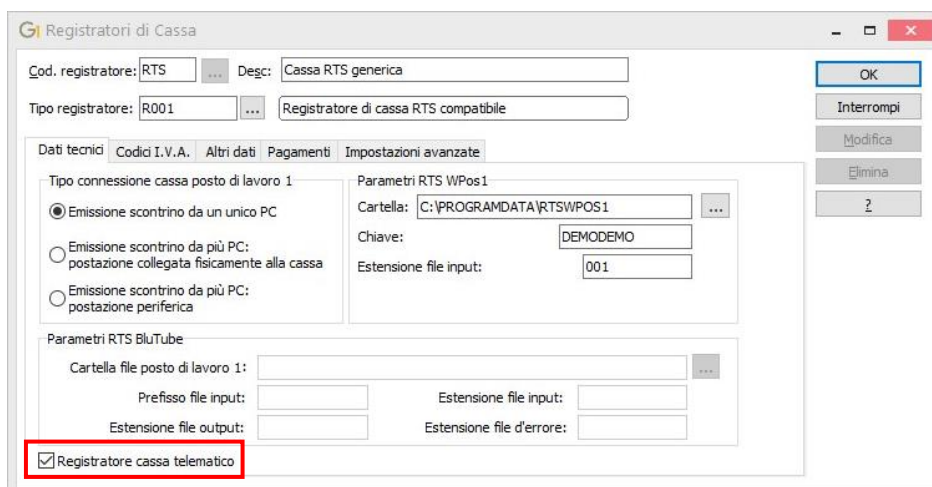 GI Registratori di Cassa
Cod. registratore: RTS ... Desc: Cassa RTS generica
Tipo registratore: R001 ... Registratore di cassa RTS compatibile
OK
Interrompi
Modifica
Elimina
?
Dati tecnici Codici I.V.A. Altri dati Pagamenti Impostazioni avanzate
Tipo connessione cassa posto di lavoro 1
Emissione scontrino da un unico PC
Emissione scontrino da più PC:
postazione collegata fisicamente alla cassa
Emissione scontrino da più PC:
postazione periferica
Parametri RTS WPos1
Cartella: C:\PROGRAMDATA\RTSWPOS1 ...
Chiave: DEMODEMO
Estensione file input: 001
Parametri RTS BluTube
Cartella file posto di lavoro 1: ...
Prefisso file input: Estensione file input:
Estensione file output: Estensione file d'errore:
Registratore cassa telematico